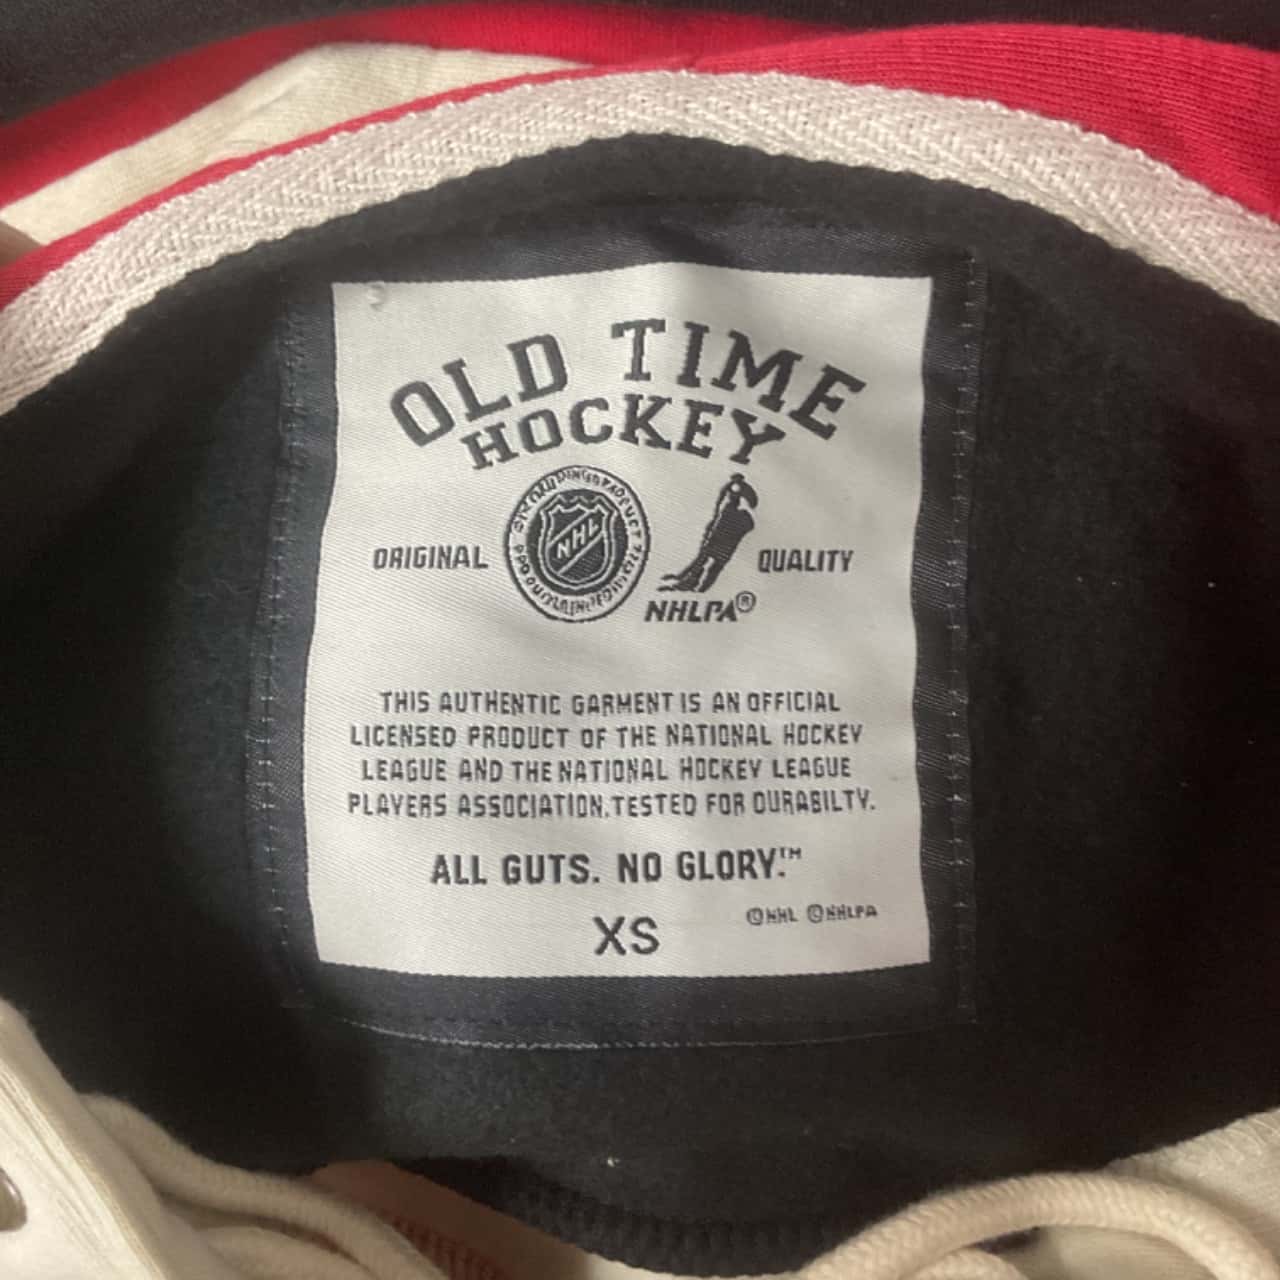 OLD TIME
HOCKEY
ORIGINAL
NHL
NHLPA®
QUALITY
THIS AUTHENTIC GARMENT IS AN OFFICIAL
LICENSED PRODUCT OF THE NATIONAL HOCKEY
LEAGUE AND THE NATIONAL HOCKEY LEAGUE
PLAYERS ASSOCIATION.TESTED FOR DURABILTY.
ALL GUTS. NO GLORY.™
XS
©NHL ©NHLPA